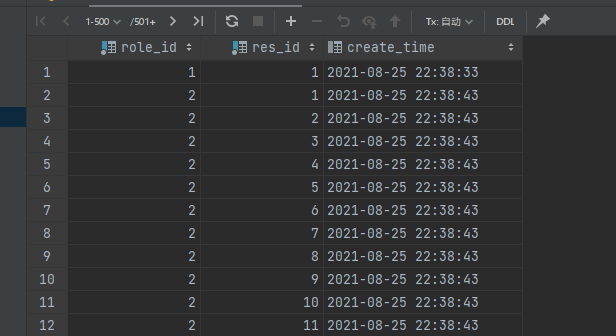 1-500 /501+ Tx: 自动 DDL
role_id res_id create_time
1 1 1 2021-08-25 22:38:33
2 2 1 2021-08-25 22:38:43
3 2 2 2021-08-25 22:38:43
4 2 3 2021-08-25 22:38:43
5 2 4 2021-08-25 22:38:43
6 2 5 2021-08-25 22:38:43
7 2 6 2021-08-25 22:38:43
8 2 7 2021-08-25 22:38:43
9 2 8 2021-08-25 22:38:43
10 2 9 2021-08-25 22:38:43
11 2 10 2021-08-25 22:38:43
12 2 11 2021-08-25 22:38:43